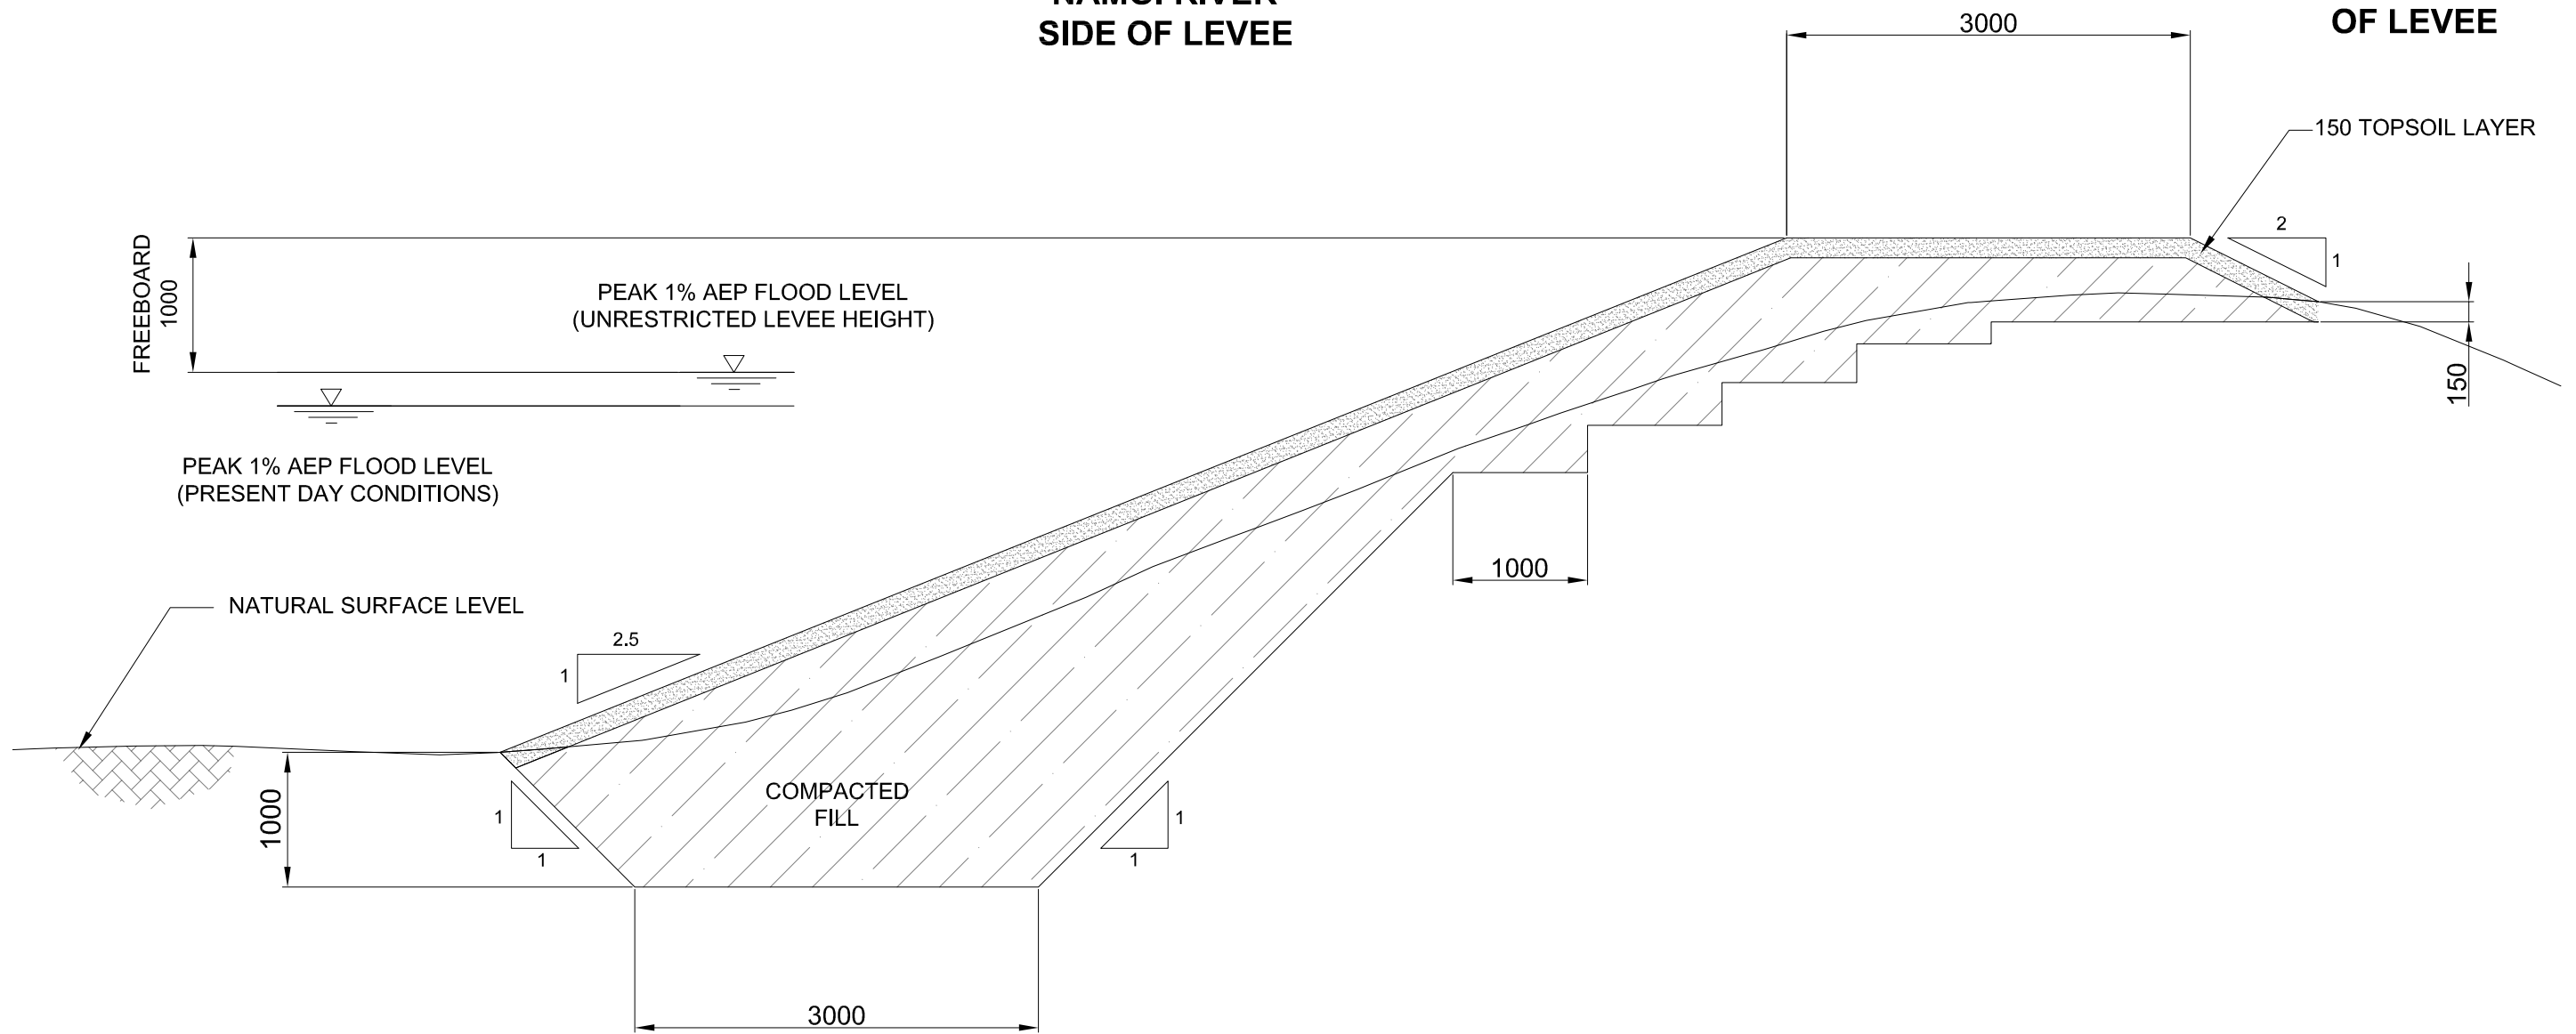 SIDE OF LEVEE
OF LEVEE
3000
150 TOPSOIL LAYER
2
1
FREEBOARD
1000
PEAK 1% AEP FLOOD LEVEL
(UNRESTRICTED LEVEE HEIGHT)
150
PEAK 1% AEP FLOOD LEVEL
(PRESENT DAY CONDITIONS)
1000
NATURAL SURFACE LEVEL
2.5
1
COMPACTED
FILL
1000
1
1
1
1
3000